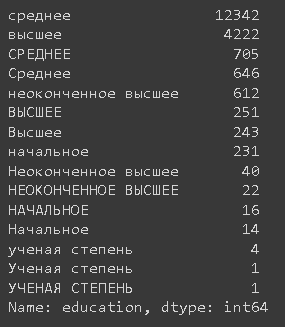 среднее 12342
высшее 4222
СРЕДНЕЕ 705
Среднее 646
неоконченное высшее 612
ВЫСШЕЕ 251
Высшее 243
начальное 231
Неоконченное высшее 40
НЕОКОНЧЕННОЕ ВЫСШЕЕ 22
НАЧАЛЬНОЕ 16
Начальное 14
ученая степень 4
Ученая степень 1
УЧЕНАЯ СТЕПЕНЬ 1
Name: education, dtype: int64